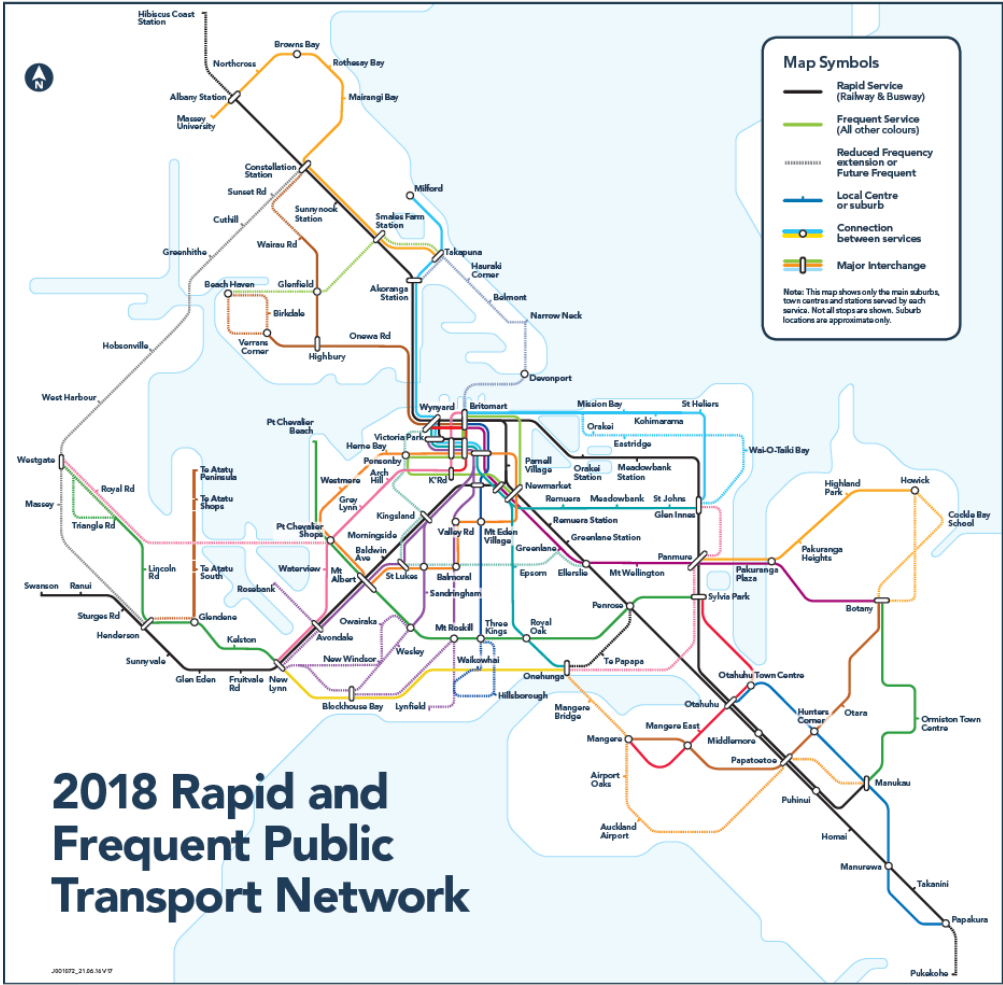 Hibiscus Coast
Station
Browns Bay
Northcross
Rothesay Bay
N
Albany Station
Mairangi Bay
Massey
University
Map Symbols
Rapid Service
(Railway & Busway)
Frequent Service
(All other colours)
Reduced Frequency
extension or
Future Frequent
Local Centre
or suburb
Connection
between services
Major Interchange
Note: This map shows only the main suburbs,
town centres and stations served by each
service. Not all stops are shown. Suburb
locations are approximate only.
Constellation
Station
Sunset Rd
Milford
Sunnynook
Station
Smales Farm
Station
Cuthill
Wairau Rd
Greenhithe
Takapuna
Hauraki
Corner
Beach Haven
Glenfield
Akoranga
Station
Belmont
Birkdale
Narrow Neck
Hobsonville
Verrans
Corner
Onewa Rd
Highbury
Devonport
West Harbour
Wynyard
Britomart
Mission Bay
St Heliers
Pt Chevalier
Beach
Orakei
Kohimarama
Victoria Park
Eastridge
Herne Bay
Wai-O-Taiki Bay
Ponsonby
Westgate
Te Atatu
Peninsula
Arch
Hill
K'Rd
Parnell
Village
Orakei
Station
Meadowbank
Station
Westmere
Newmarket
Royal Rd
Highland
Park
Howick
Massey
Te Atatu
Shops
Grey
Lynn
Remuera
Meadowbank
St Johns
Triangle Rd
Kingsland
Glen Innes
Cockle Bay
School
Pt Chevalier
Shops
Morningside
Valley Rd
Mt Eden
Village
Remuera Station
Greenlane Station
Baldwin
Ave
Greenlane
Panmure
Pakuranga
Heights
Lincoln
Rd
Te Atatu
South
Waterview
Mt
Albert
St Lukes
Balmoral
Epsom
Ellerslie
Mt Wellington
Pakuranga
Plaza
Swanson
Ranui
Rosebank
Sandringham
Penrose
Sylvia Park
Botany
Sturges Rd
Glendene
Owairaka
Mt Roskill
Three
Kings
Royal
Oak
Henderson
Kelston
Avondale
Wesley
Sunnyvale
New Windsor
Waikowhai
Te Papapa
Glen Eden
Fruitvale
Rd
New
Lynn
Onehunga
Otahuhu Town Centre
Blockhouse Bay
Lynfield
Hillsborough
Mangere
Bridge
Otahuhu
Hunters
Corner
Otara
Ormiston Town
Centre
Mangere East
Mangere
Middlemore
Papatoetoe
Airport
Oaks
Manukau
Puhinui
Auckland
Airport
Homai
Manurewa
Takanini
Papakura
Pukekohe
2018 Rapid and
Frequent Public
Transport Network
J001072_21.06.16 V17